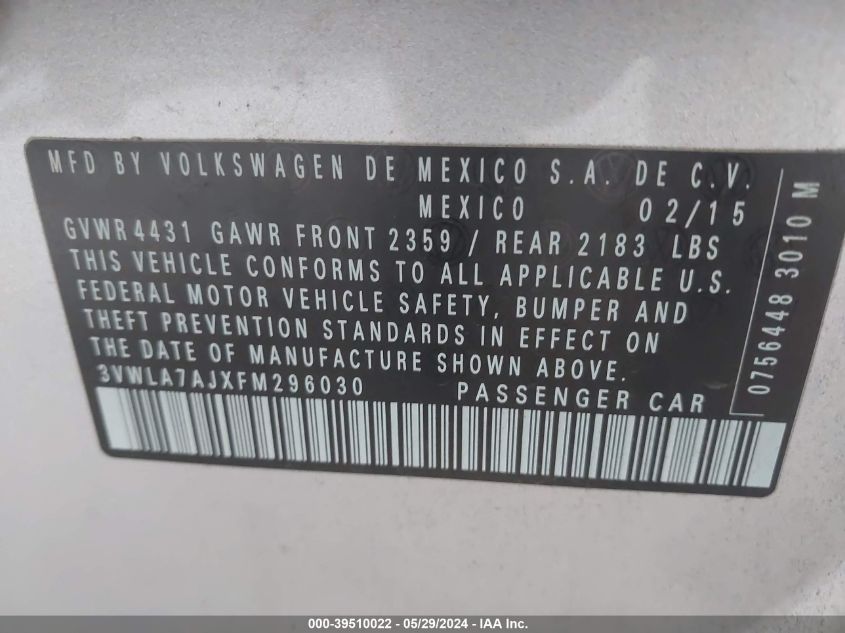 MFD BY VOLKSWAGEN DE MEXICO S.A. DE C.V.
MEXICO 02/15
GVWR4431 GAWR FRONT 2359 / REAR 2183 LBS
THIS VEHICLE CONFORMS TO ALL APPLICABLE U.S.
FEDERAL MOTOR VEHICLE SAFETY, BUMPER AND
THEFT PREVENTION STANDARDS IN EFFECT ON
THE DATE OF MANUFACTURE SHOWN ABOVE.
3VWLA7AJXFM296030 PASSENGER CAR
0756448 3010 M
000-39510022 - 05/29/2024 - IAA Inc.